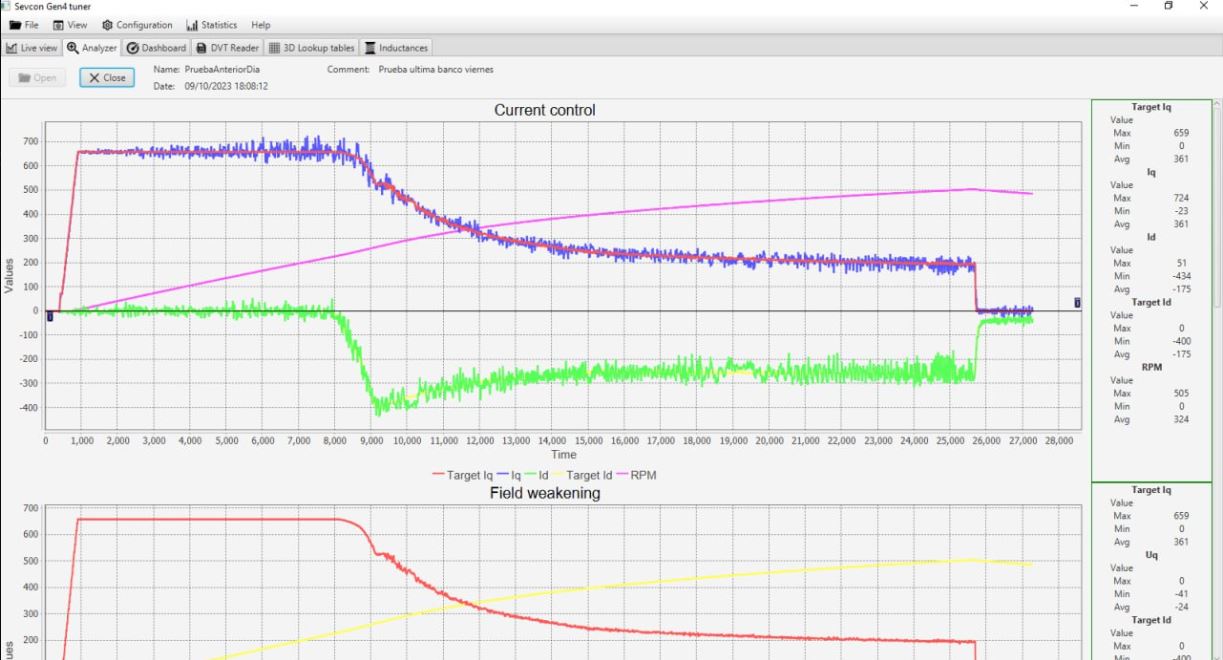 Sevcon Gen4 tuner
File View Configuration Statistics Help
Live view Analyzer Dashboard DVT Reader 3D Lookup tables Inductances
Open Close
Name: PruebaAnteriorDia Comment: Prueba ultima banco viernes
Date: 09/10/2023 18:08:12
Current control
Values
700
600
500
400
300
200
100
0
-100
-200
-300
-400
0 1,000 2,000 3,000 4,000 5,000 6,000 7,000 8,000 9,000 10,000 11,000 12,000 13,000 14,000 15,000 16,000 17,000 18,000 19,000 20,000 21,000 22,000 23,000 24,000 25,000 26,000 27,000 28,000
Time
Target Iq Iq Id Target Id RPM
Target Iq
Value
Max 659
Min 0
Avg 361
Iq
Value
Max 724
Min -23
Avg 361
Id
Value
Max 51
Min -434
Avg -175
Target Id
Value
Max 0
Min -400
Avg -175
RPM
Value
Max 505
Min 0
Avg 324
Field weakening
700
600
500
400
300
200
Target Iq
Value
Max 659
Min 0
Avg 361
Uq
Value
Max 0
Min -41
Avg -24
Target Id
Value
Max 0
Min -400